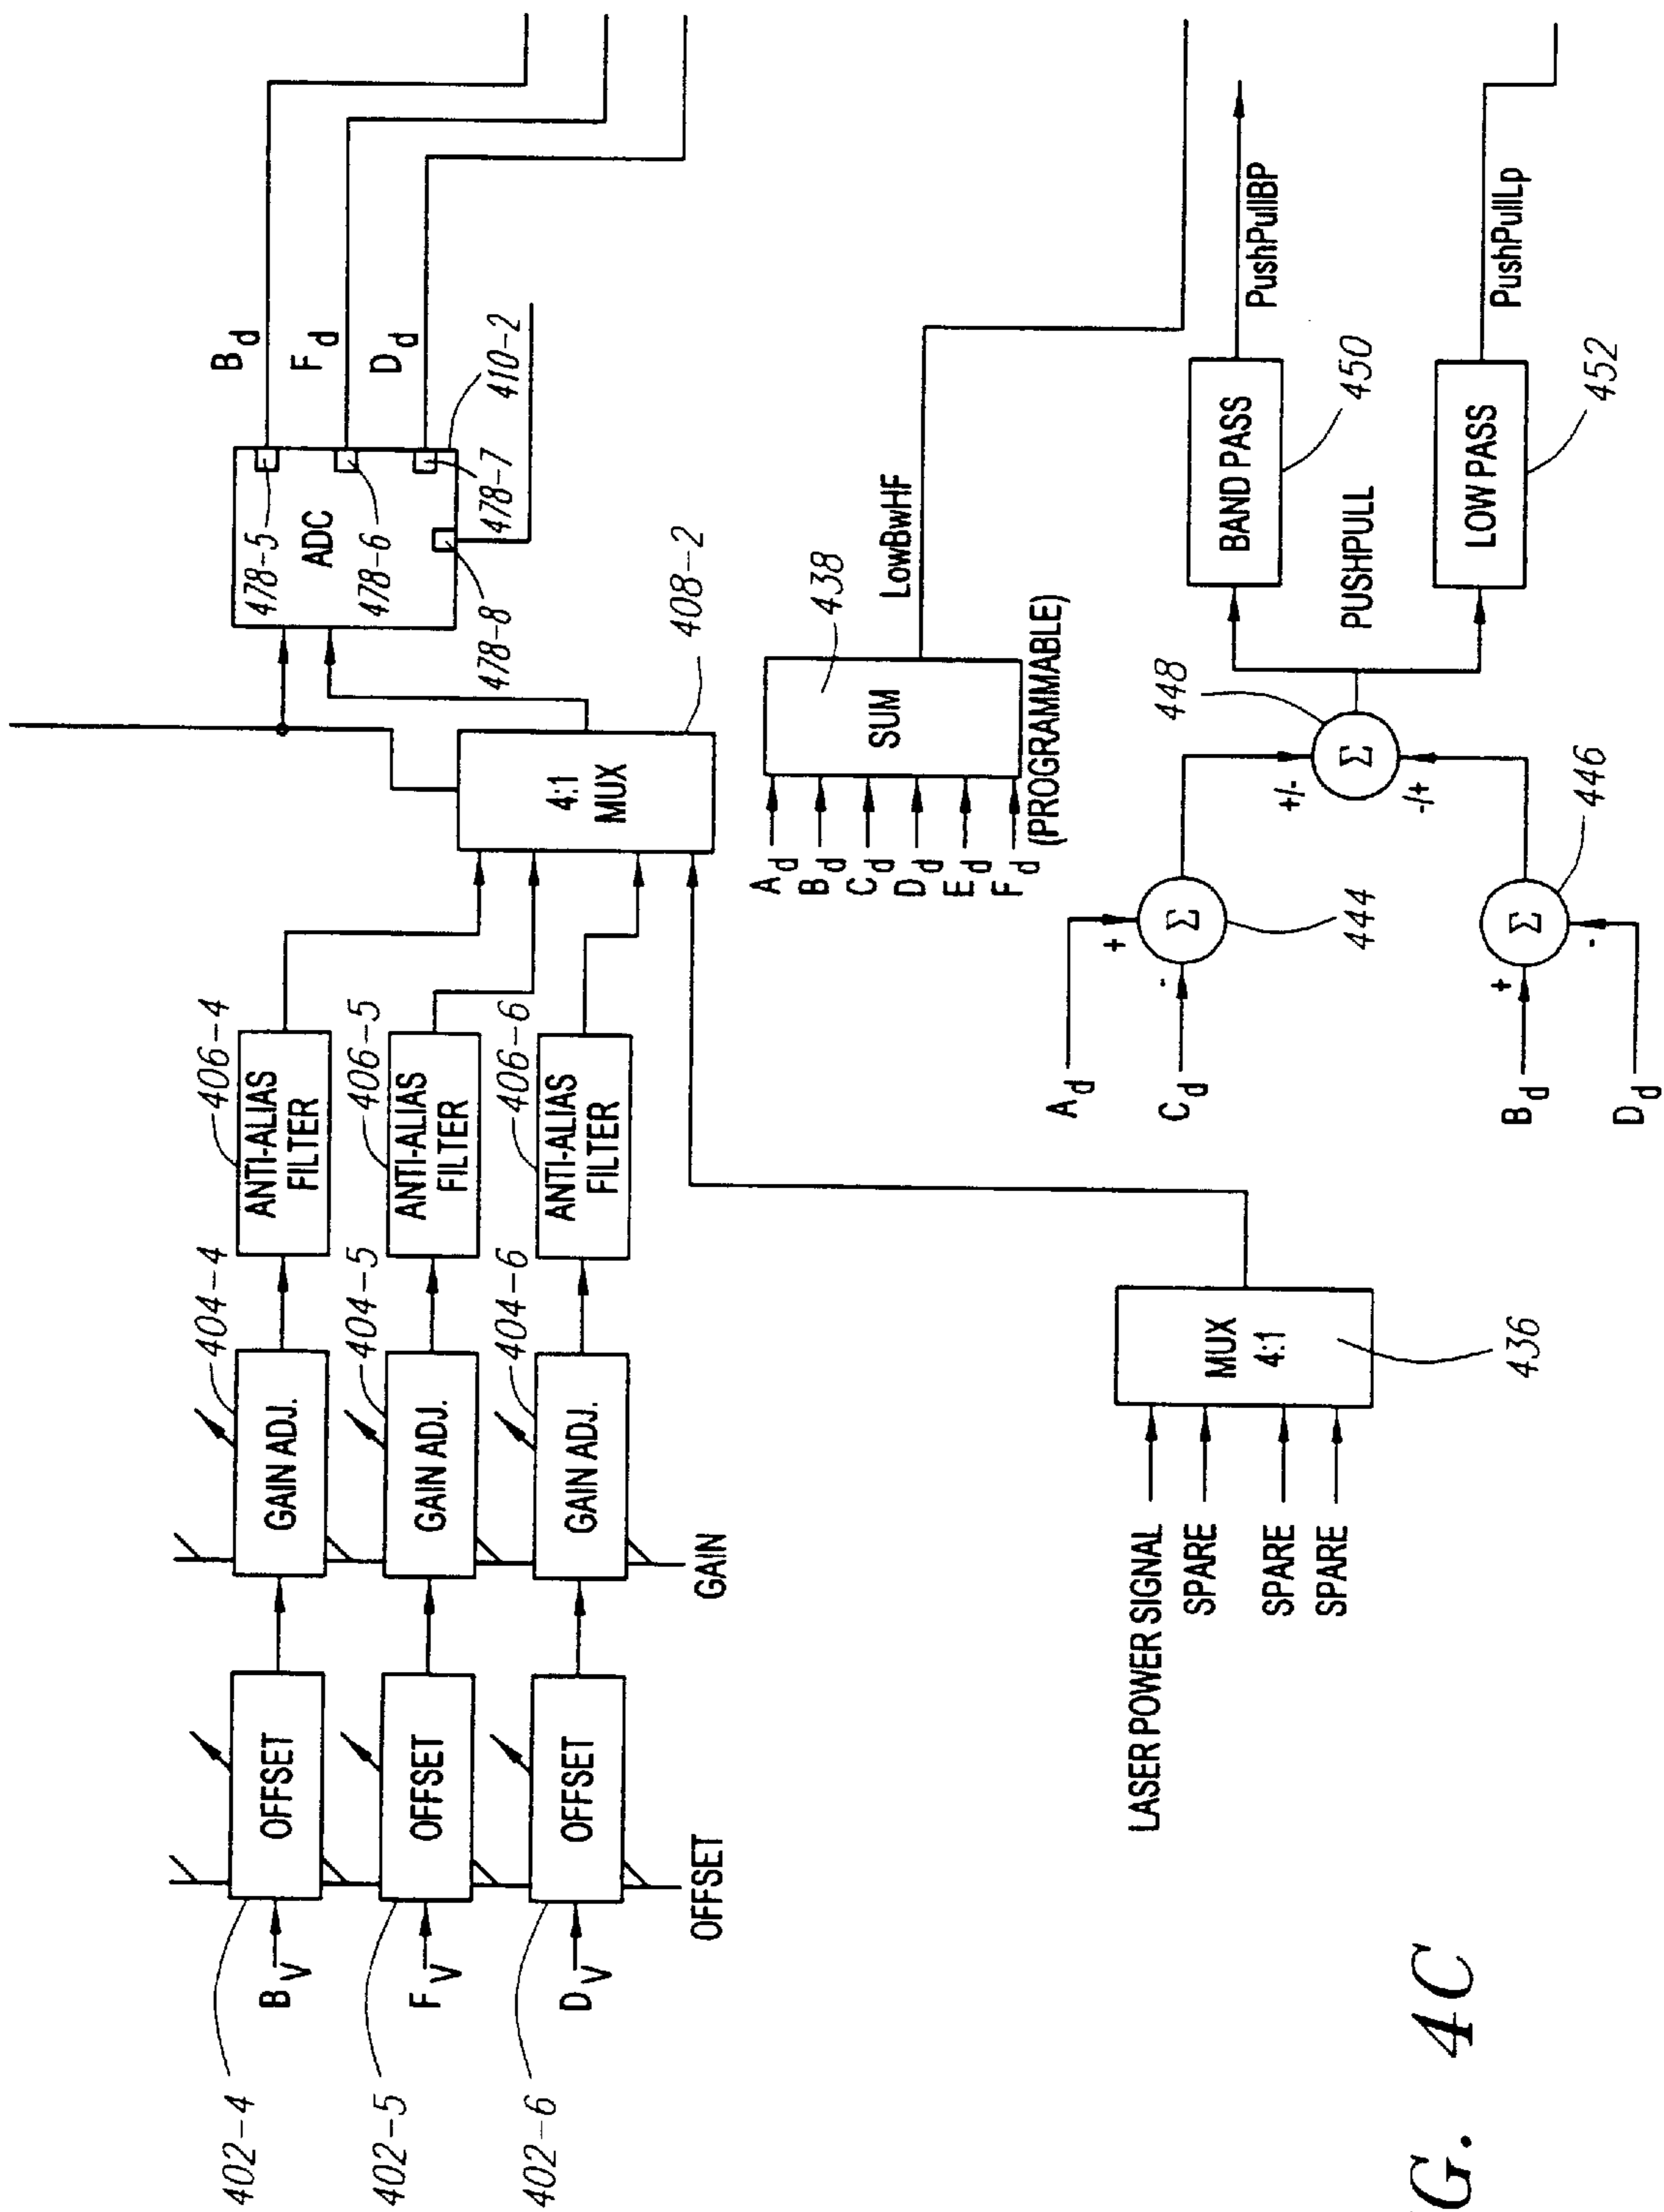 402-4
B_V
OFFSET
404-4
GAIN ADJ.
406-4
ANTI-ALIAS
FILTER
402-5
F_V
OFFSET
404-5
GAIN ADJ.
406-5
ANTI-ALIAS
FILTER
402-6
D_V
OFFSET
404-6
GAIN ADJ.
406-6
ANTI-ALIAS
FILTER
OFFSET
GAIN
4:1
MUX
408-2
ADC
478-5
478-6
478-7
478-8
410-2
B_d
F_d
D_d
A_d
B_d
C_d
D_d
E_d
F_d
(PROGRAMMABLE)
SUM
438
LowBwHF
LASER POWER SIGNAL
SPARE
SPARE
SPARE
MUX
4:1
436
A_d
+
C_d
-
Σ
444
B_d
+
D_d
-
Σ
446
+/-
-/+
Σ
448
PUSHPULL
BAND PASS
450
PushPullBP
LOW PASS
452
PushPullLp
G. 4C